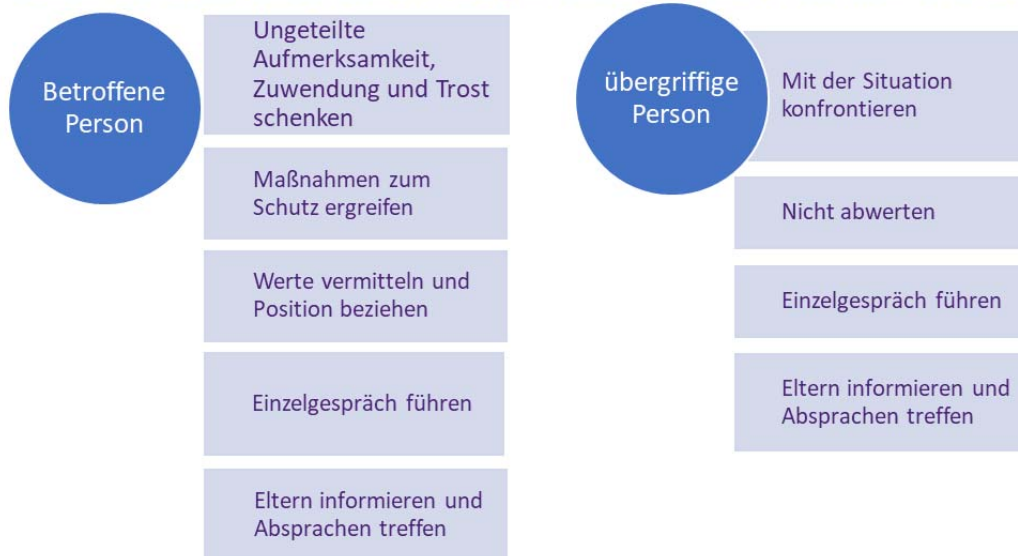 Betroffene
Person
Ungeteilte
Aufmerksamkeit,
Zuwendung und Trost
schenken
Maßnahmen zum
Schutz ergreifen
Werte vermitteln und
Position beziehen
Einzelgespräch führen
Eltern informieren und
Absprachen treffen
übergriffige
Person
Mit der Situation
konfrontieren
Nicht abwerten
Einzelgespräch führen
Eltern informieren und
Absprachen treffen